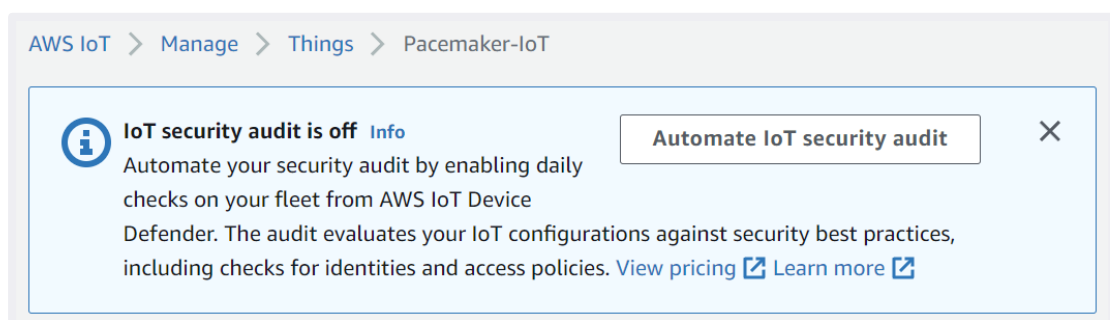 AWS IoT > Manage > Things > Pacemaker-IoT
IoT security audit is off Info
Automate IoT security audit
Automate your security audit by enabling daily
checks on your fleet from AWS IoT Device
Defender. The audit evaluates your IoT configurations against security best practices,
including checks for identities and access policies. View pricing Learn more